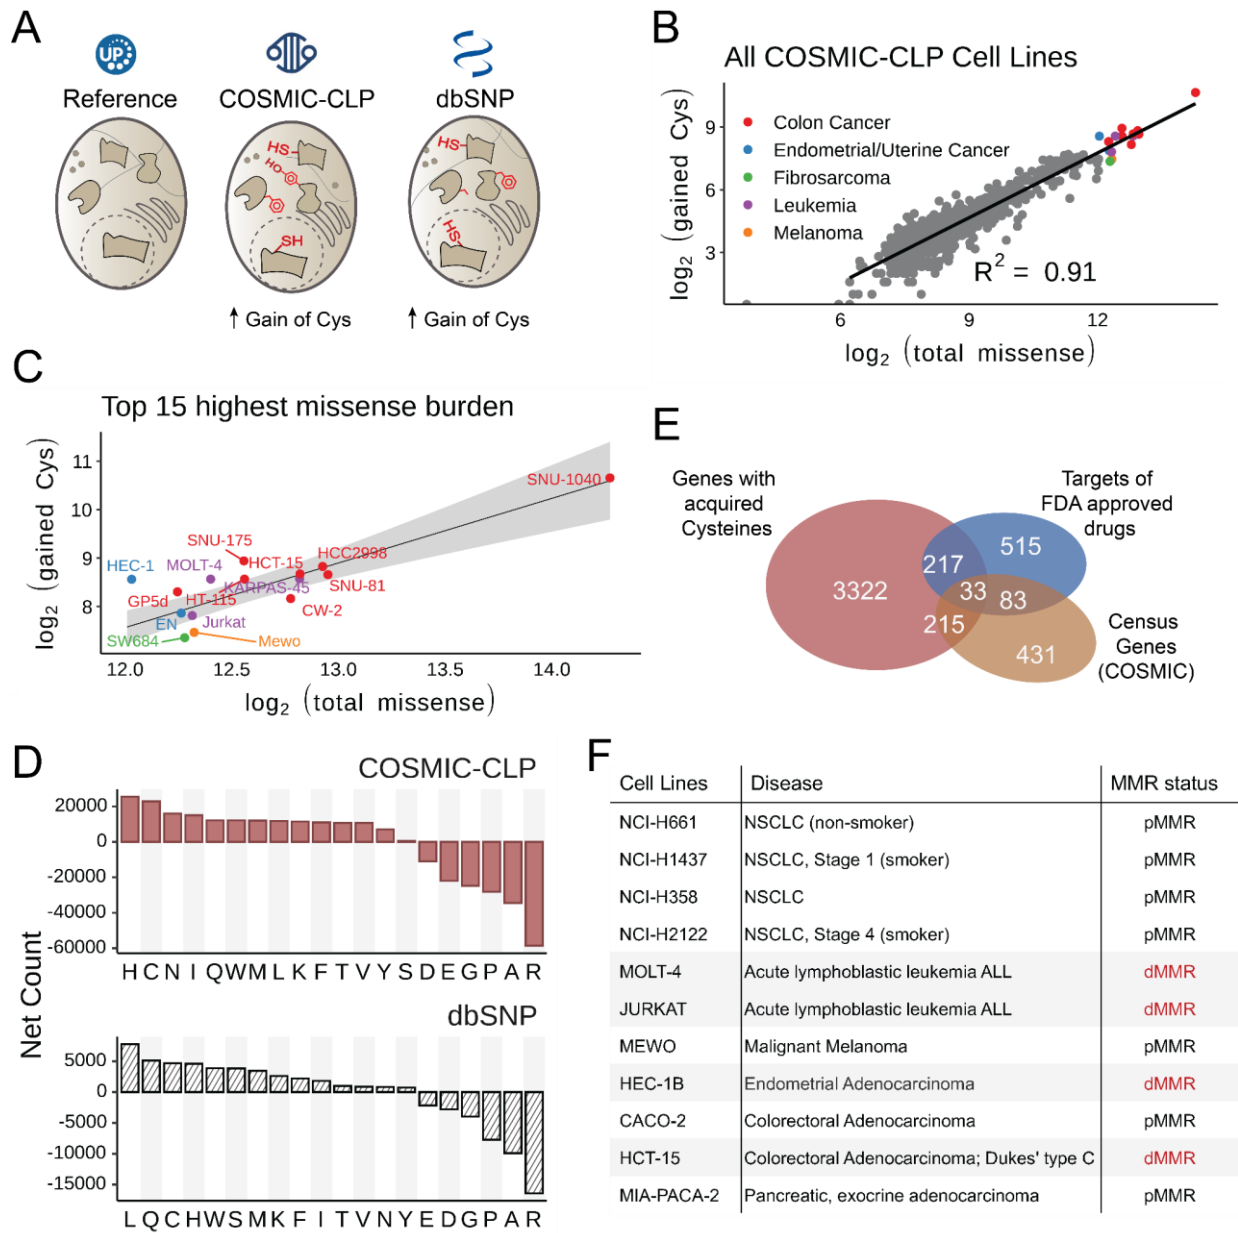 A
UP
Reference
COSMIC-CLP
dbSNP
HS
HO
SH
HS
HS
↑ Gain of Cys
↑ Gain of Cys
B
All COSMIC-CLP Cell Lines
log2 (gained Cys)
9
6
3
Colon Cancer
Endometrial/Uterine Cancer
Fibrosarcoma
Leukemia
Melanoma
R2 = 0.91
6
9
12
log2 (total missense)
C
Top 15 highest missense burden
log2 (gained Cys)
11
10
9
8
SNU-1040
SNU-175
HCT-15
HCC2998
HEC-1
MOLT-4
KARPAS-45
SNU-81
GP5d
HT-115
CW-2
EN
Jurkat
SW684
Mewo
12.0
12.5
13.0
13.5
14.0
log2 (total missense)
E
Genes with
acquired
Cysteines
Targets of
FDA approved
drugs
3322
217
515
33
83
215
431
Census
Genes
(COSMIC)
D
COSMIC-CLP
Net Count
20000
0
-20000
-40000
-60000
H C N I Q W M L K F T V Y S D E G P A R
dbSNP
5000
0
-5000
-10000
-15000
L Q C H W S M K F I T V N Y E D G P A R
F
Cell Lines Disease MMR status
NCI-H661 NSCLC (non-smoker) pMMR
NCI-H1437 NSCLC, Stage 1 (smoker) pMMR
NCI-H358 NSCLC pMMR
NCI-H2122 NSCLC, Stage 4 (smoker) pMMR
MOLT-4 Acute lymphoblastic leukemia ALL dMMR
JURKAT Acute lymphoblastic leukemia ALL dMMR
MEWO Malignant Melanoma pMMR
HEC-1B Endometrial Adenocarcinoma dMMR
CACO-2 Colorectoral Adenocarcinoma pMMR
HCT-15 Colorectoral Adenocarcinoma; Dukes' type C dMMR
MIA-PACA-2 Pancreatic, exocrine adenocarcinoma pMMR